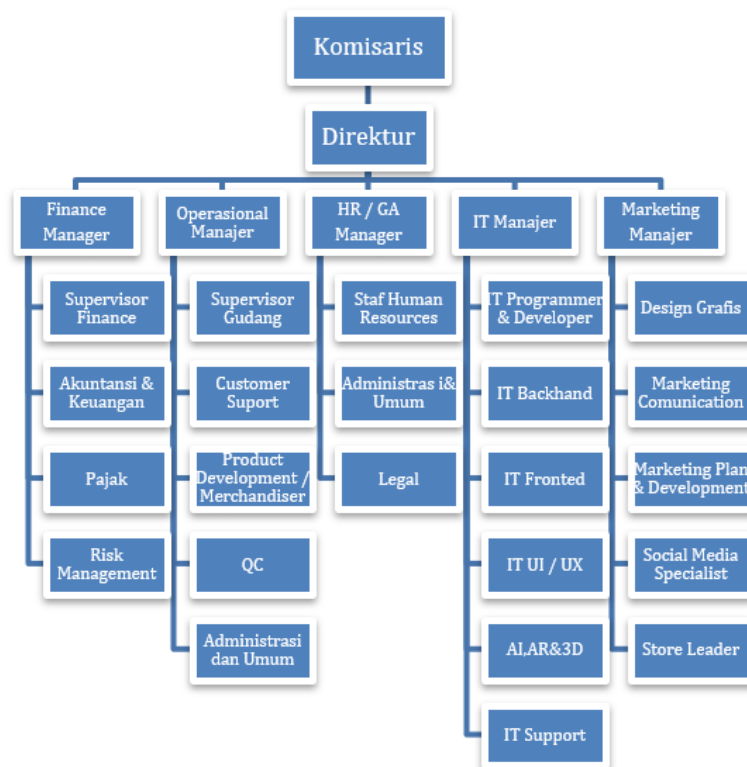 Komisaris
Direktur
Finance
Manager
Operasional
Manajer
HR / GA
Manager
IT Manajer
Marketing
Manajer
Supervisor
Finance
Supervisor
Gudang
Staf Human
Resources
IT Programmer
& Developer
Design Grafis
Akuntansi &
Keuangan
Customer
Suport
Administras i&
Umum
IT Backhand
Marketing
Comunication
Pajak
Product
Development /
Merchandiser
Legal
IT Fronted
Marketing Plan
& Development
Risk
Management
QC
IT UI / UX
Social Media
Specialist
Administrasi
dan Umum
AI,AR&3D
Store Leader
IT Support